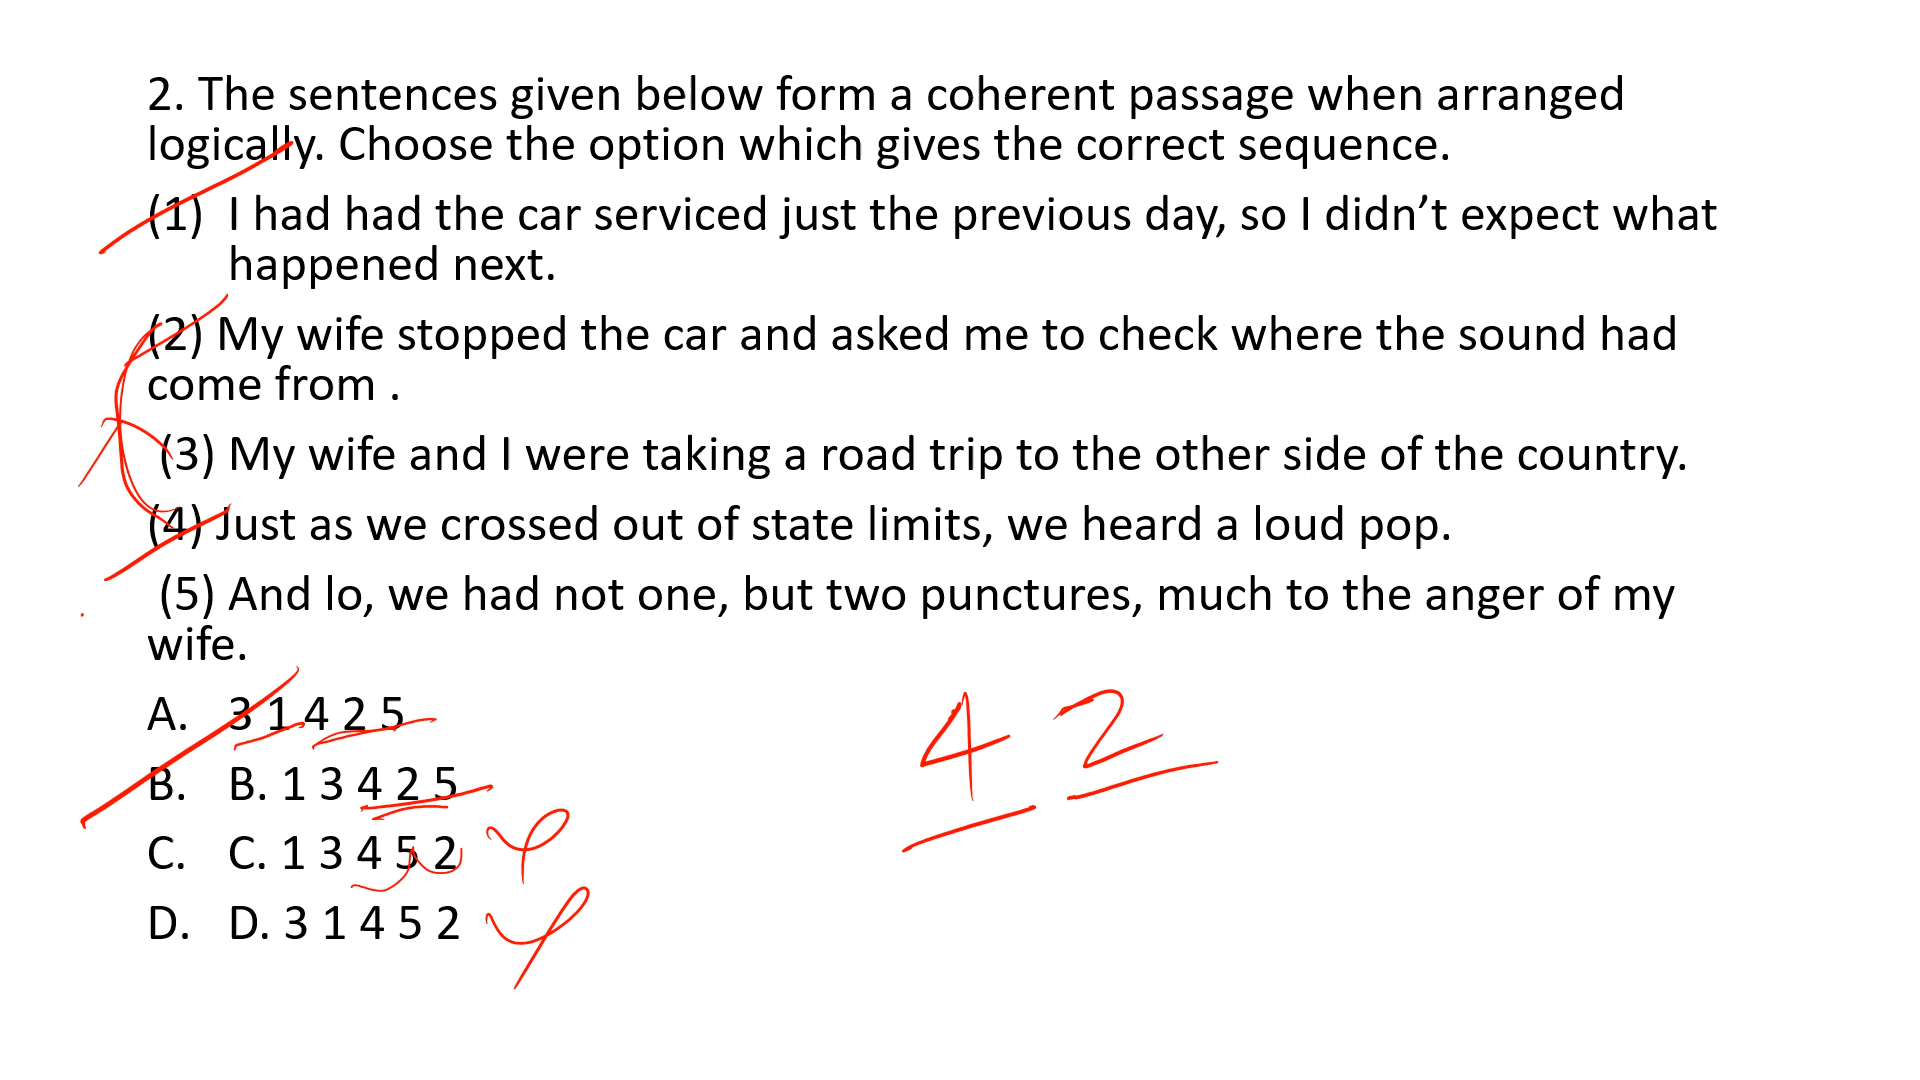 2. The sentences given below form a coherent passage when arranged
logically. Choose the option which gives the correct sequence.
(1) I had had the car serviced just the previous day, so I didn't expect what
happened next.
(2) My wife stopped the car and asked me to check where the sound had
come from .
(3) My wife and I were taking a road trip to the other side of the country.
(4) Just as we crossed out of state limits, we heard a loud pop.
(5) And lo, we had not one, but two punctures, much to the anger of my
wife.
A. 3 1 4 2 5
B. B. 1 3 4 2 5
C. C. 1 3 4 5 2
D. D. 3 1 4 5 2
4 2